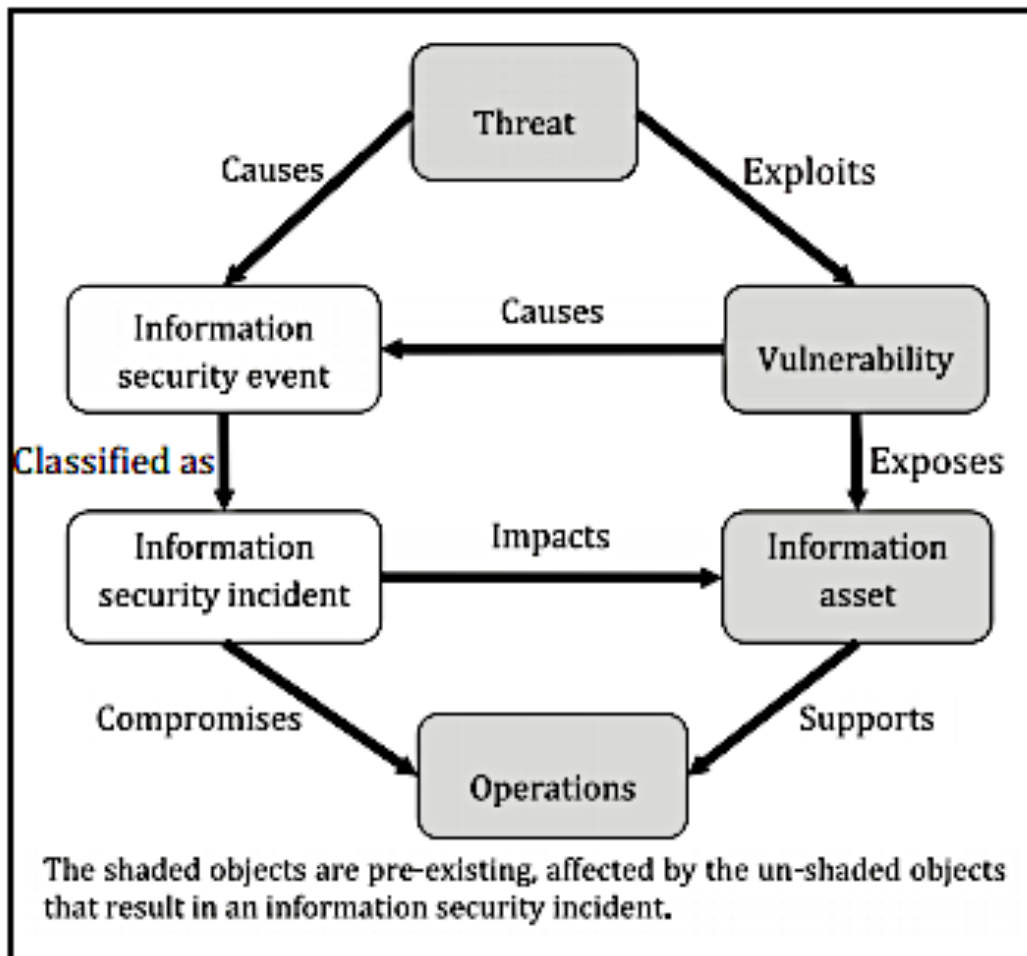 Threat
Causes
Exploits
Information
security event
Causes
Vulnerability
Classified as
Exposes
Information
security incident
Impacts
Information
asset
Compromises
Supports
Operations
The shaded objects are pre-existing, affected by the un-shaded objects
that result in an information security incident.